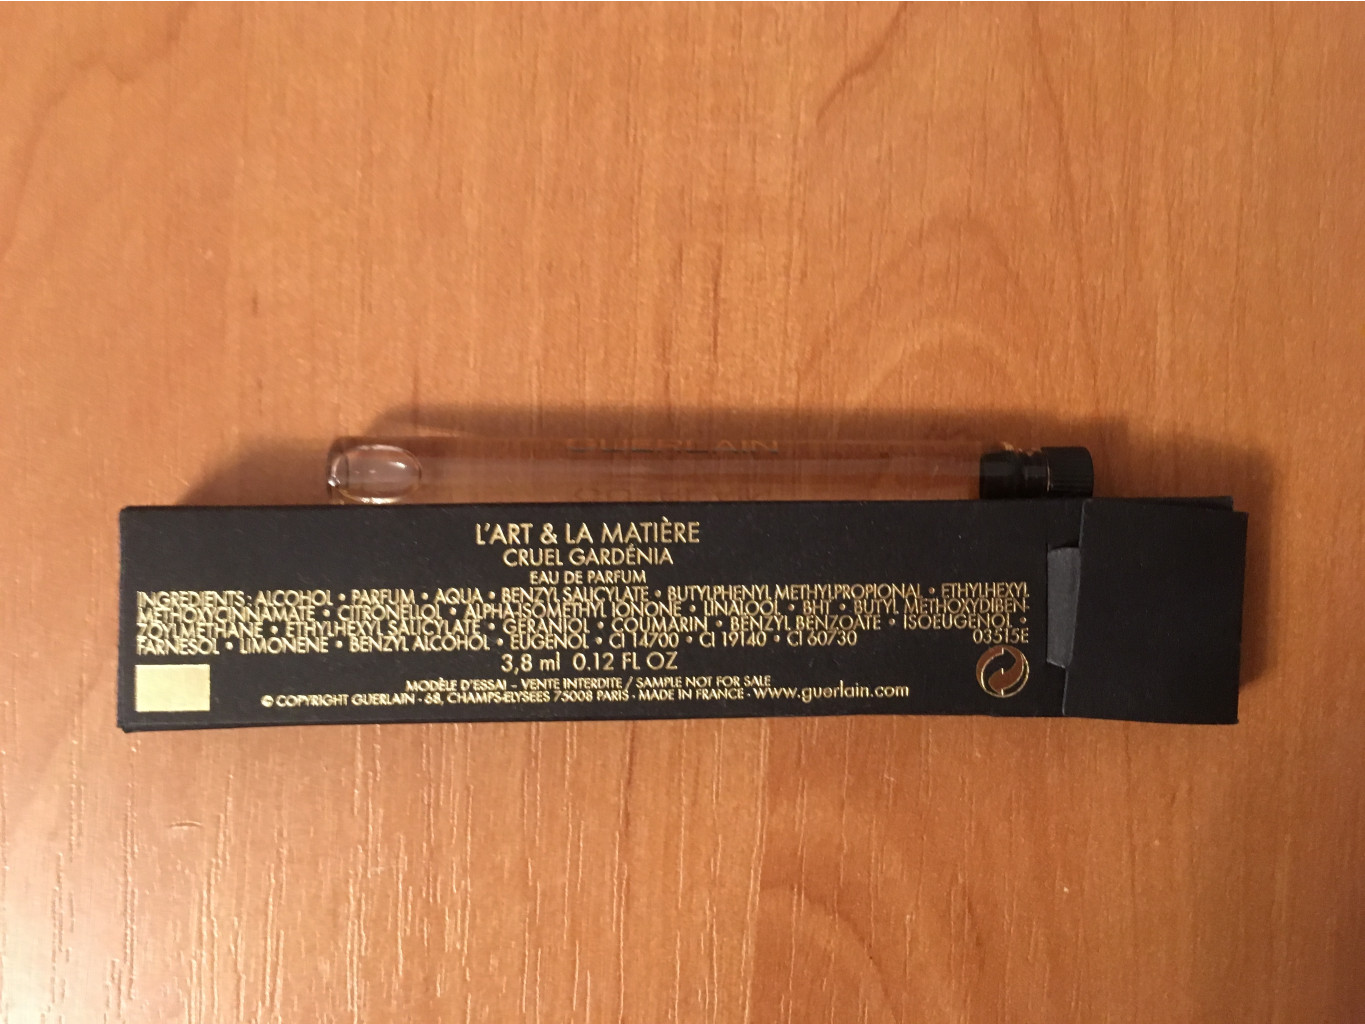 GUERLAIN
L'ART & LA MATIÈRE
CRUEL GARDÉNIA
EAU DE PARFUM
INGREDIENTS : ALCOHOL • PARFUM • AQUA • BENZYL SALICYLATE • BUTYLPHENYL METHYLPROPIONAL • ETHYLHEXYL
METHOXYCINNAMATE • CITRONELLOL • ALPHA-ISOMETHYL IONONE • LINALOOL • BHT • BUTYL METHOXYDIBEN-
ZOYLMETHANE • ETHYLHEXYL SALICYLATE • GERANIOL • COUMARIN • BENZYL BENZOATE • ISOEUGENOL •
FARNESOL • LIMONENE • BENZYL ALCOHOL • EUGENOL • CI 14700 • CI 19140 • CI 60730 03515E
3,8 ml 0.12 FL OZ
MODÈLE D'ESSAI - VENTE INTERDITE / SAMPLE NOT FOR SALE
© COPYRIGHT GUERLAIN - 68, CHAMPS-ELYSEES 75008 PARIS - MADE IN FRANCE - www.guerlain.com